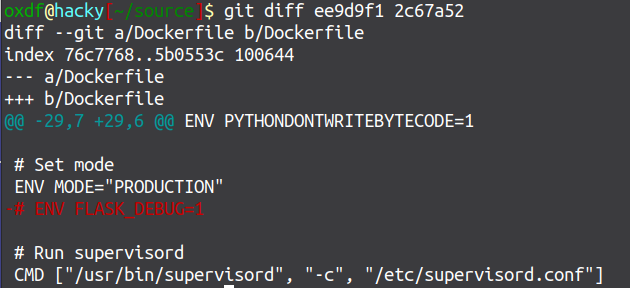 oxdf@hacky[~/source]$ git diff ee9d9f1 2c67a52
diff --git a/Dockerfile b/Dockerfile
index 76c7768..5b0553c 100644
--- a/Dockerfile
+++ b/Dockerfile
@@ -29,7 +29,6 @@ ENV PYTHONDONTWRITEBYTECODE=1

 # Set mode
 ENV MODE="PRODUCTION"
-# ENV FLASK_DEBUG=1

 # Run supervisord
 CMD ["/usr/bin/supervisord", "-c", "/etc/supervisord.conf"]